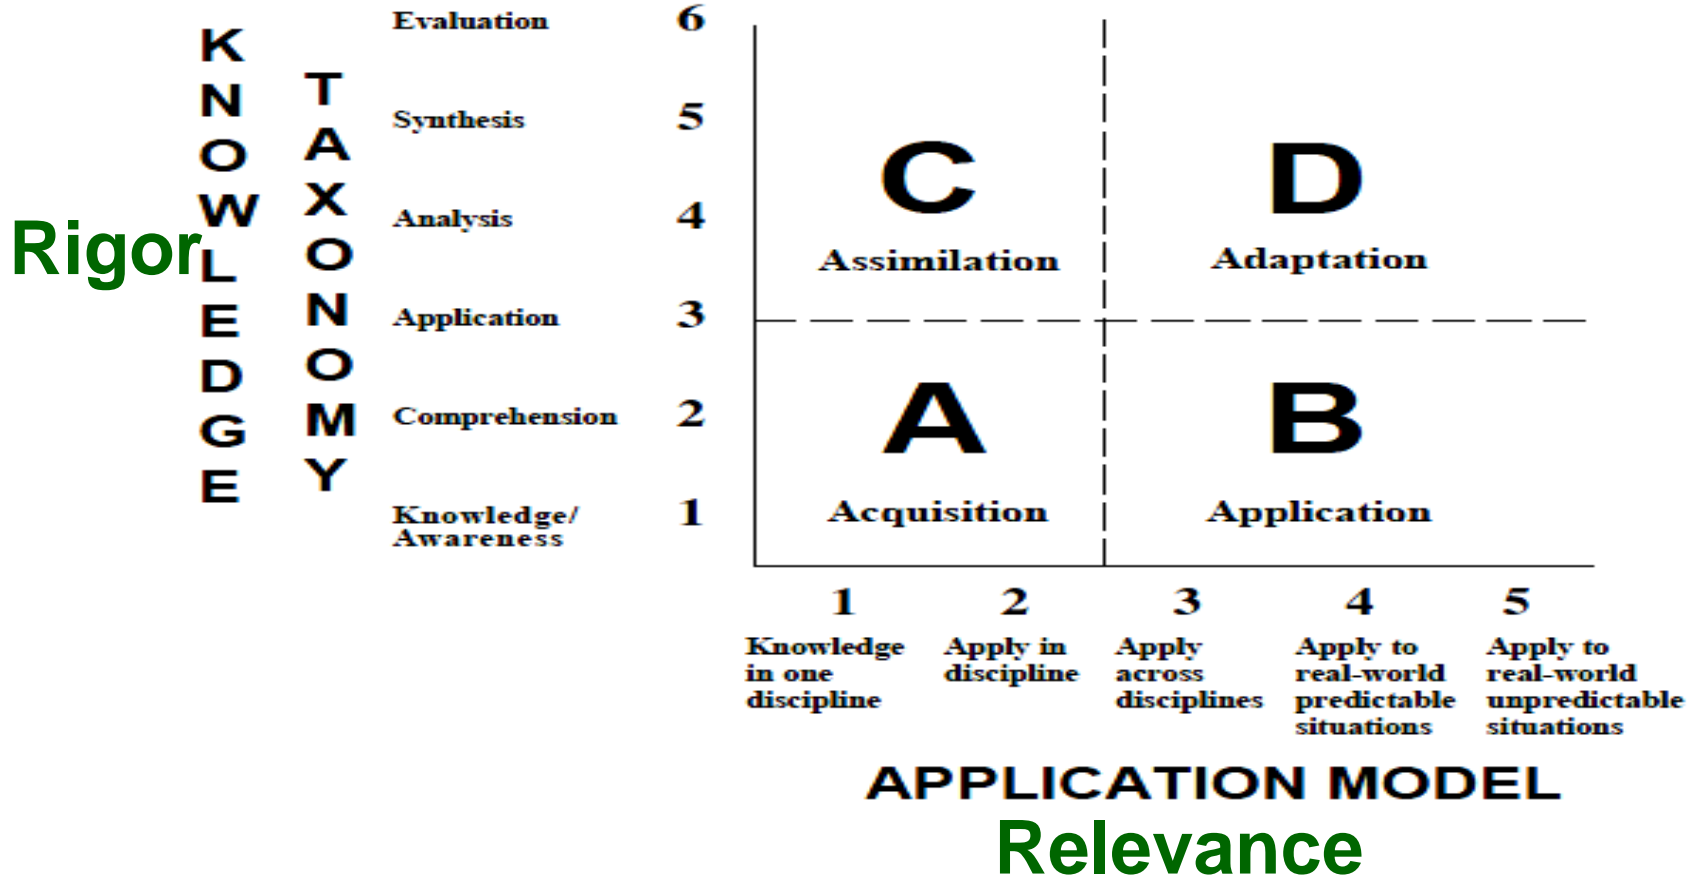 KNOWLEDGE
TAXONOMY
Rigor
Evaluation 6
Synthesis 5
Analysis 4
Application 3
Comprehension 2
Knowledge/ 1
Awareness
C
Assimilation
D
Adaptation
A
Acquisition
B
Application
1
Knowledge
in one
discipline
2
Apply in
discipline
3
Apply
across
disciplines
4
Apply to
real-world
predictable
situations
5
Apply to
real-world
unpredictable
situations
APPLICATION MODEL
Relevance